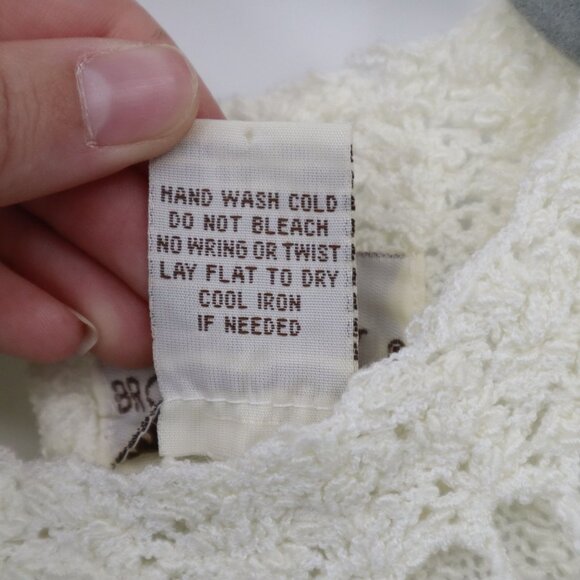 HAND WASH COLD
DO NOT BLEACH
NO WRING OR TWIST
LAY FLAT TO DRY
COOL IRON
IF NEEDED